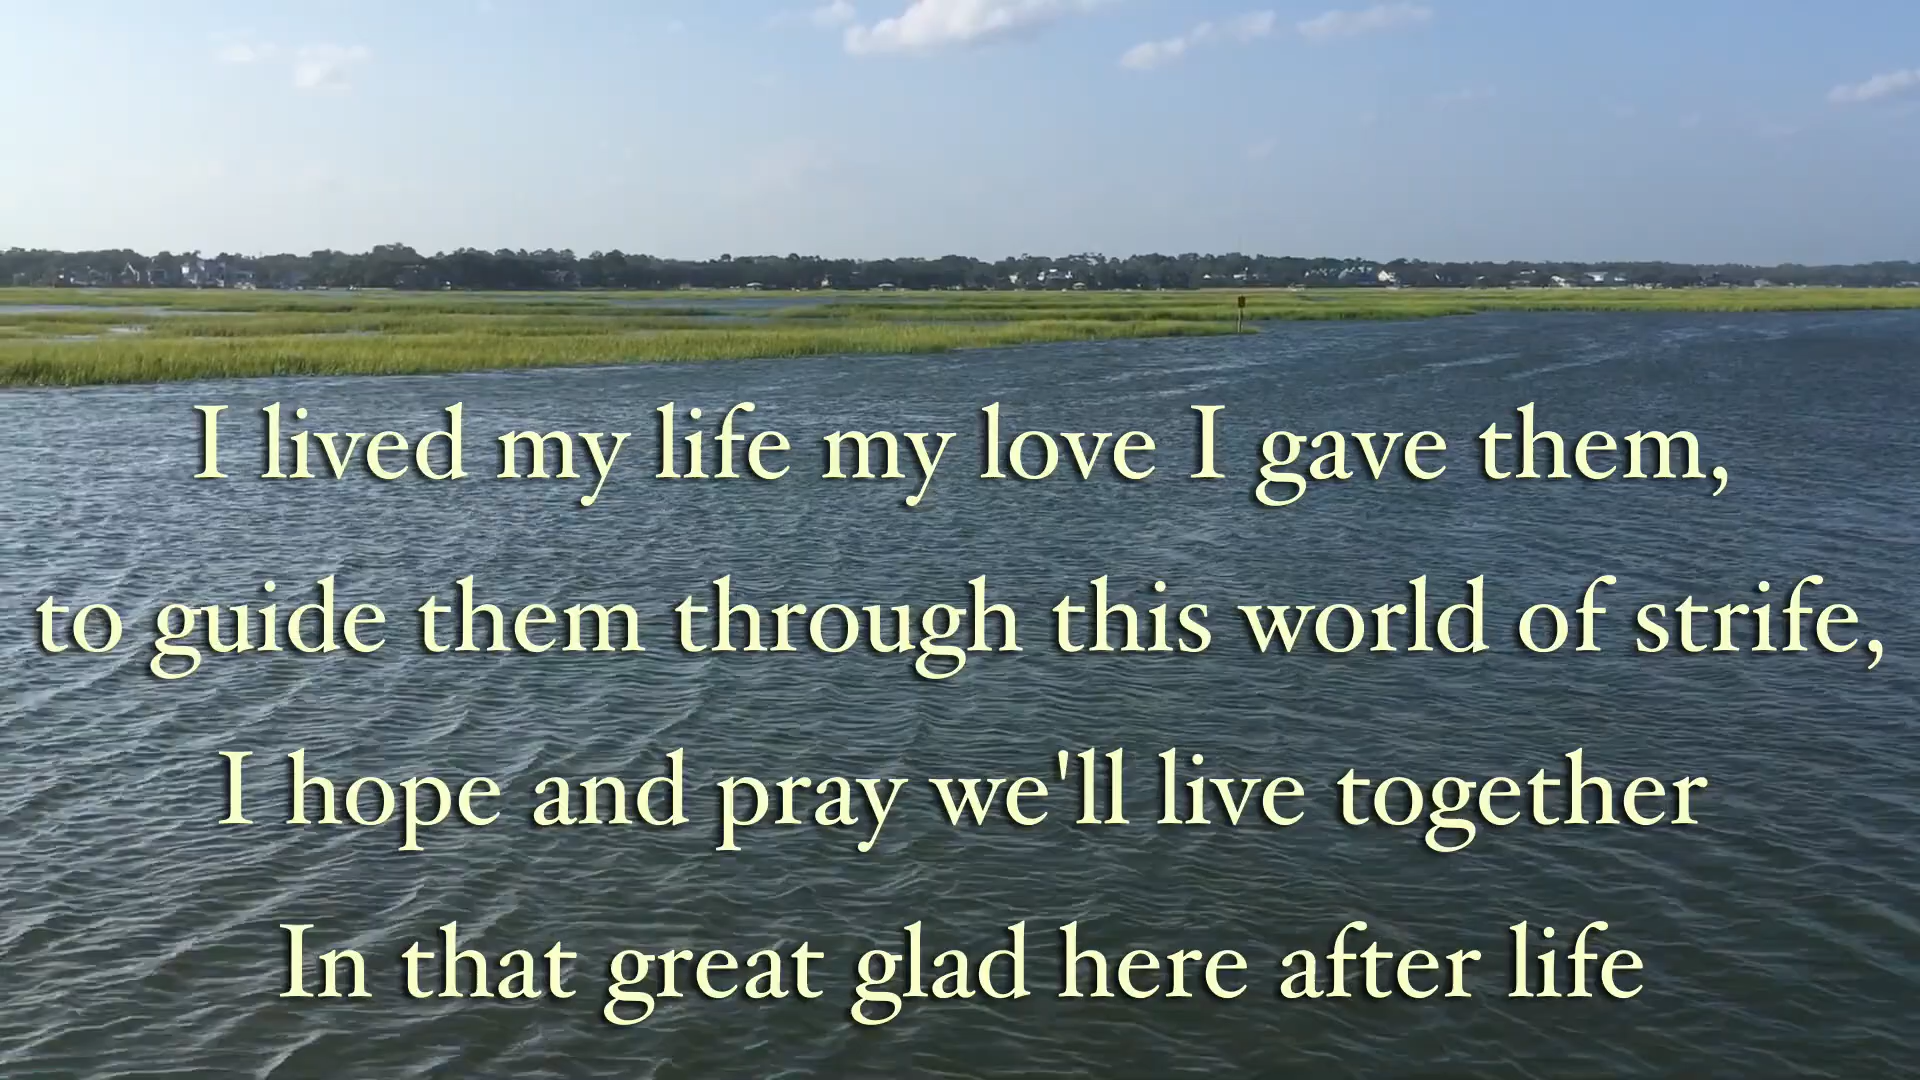 I lived my life my love I gave them,
to guide them through this world of strife,
I hope and pray we'll live together
In that great glad here after life